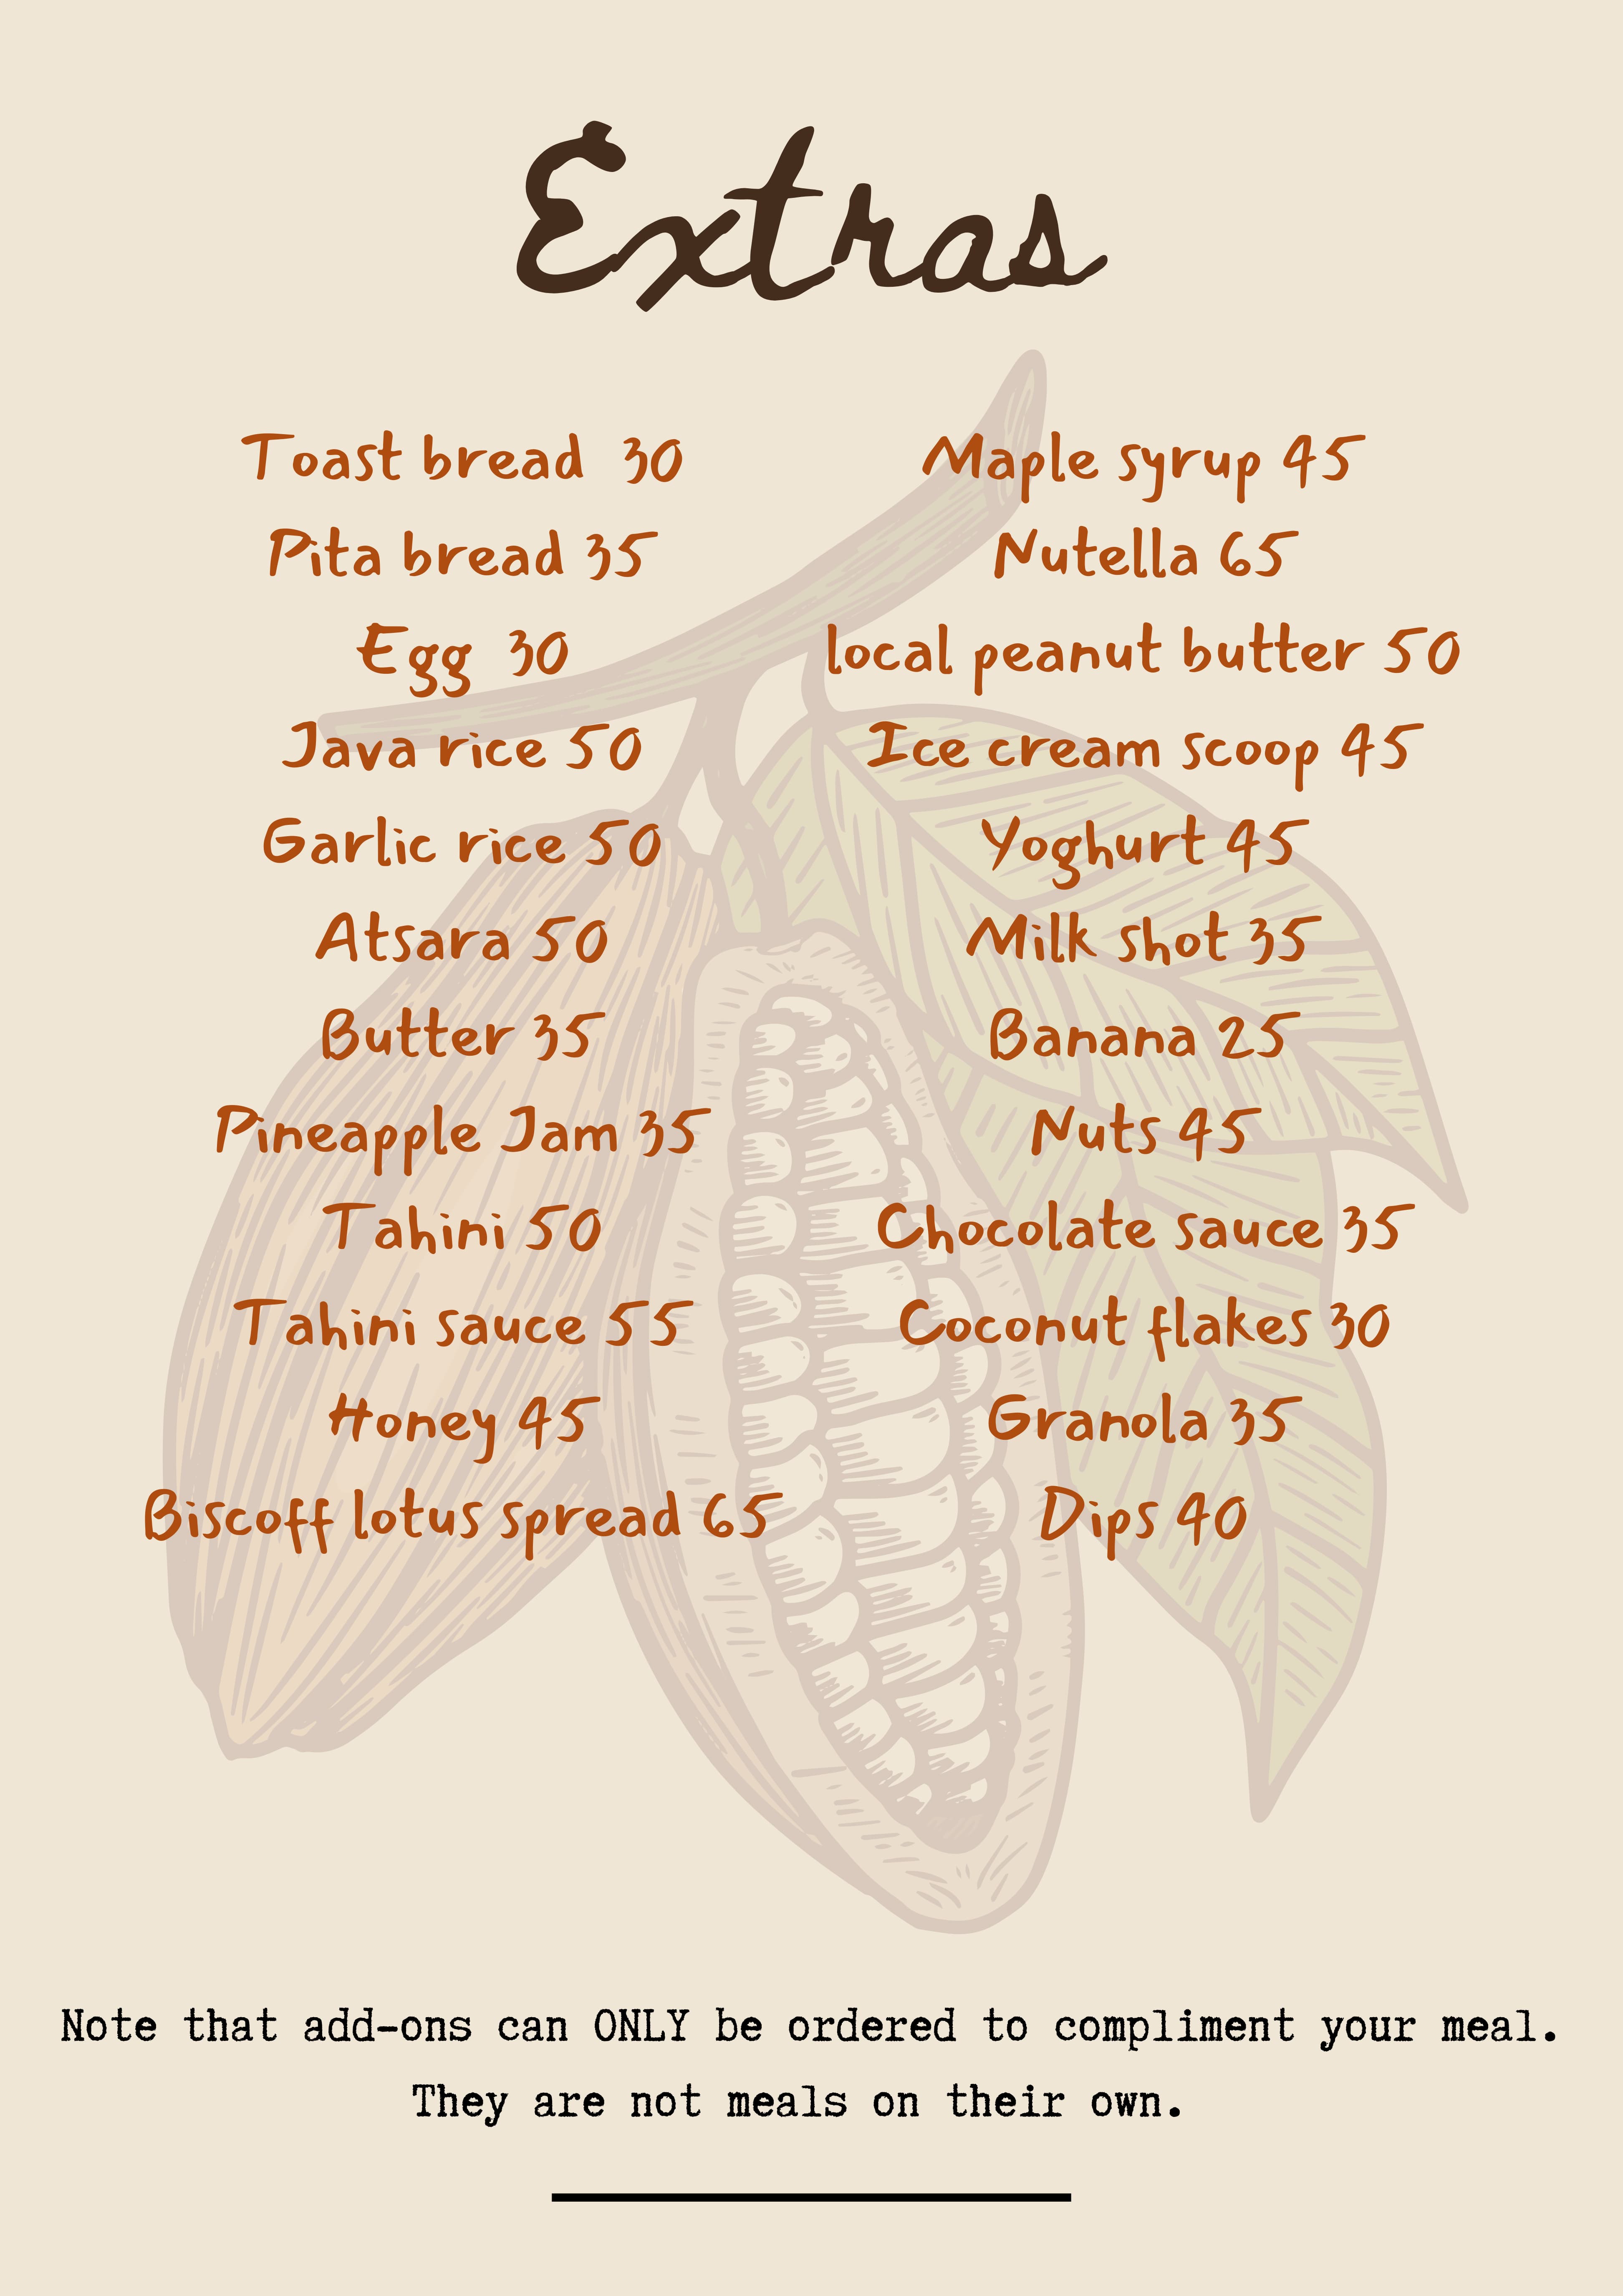 Extras
Toast bread 30
Pita bread 35
Egg 30
Java rice 50
Garlic rice 50
Atsara 50
Butter 35
Pineapple Jam 35
Tahini 50
Tahini sauce 55
Honey 45
Biscoff lotus spread 65
Maple syrup 45
Nutella 65
local peanut butter 50
Ice cream scoop 45
Yoghurt 45
Milk shot 35
Banana 25
Nuts 45
Chocolate sauce 35
Coconut flakes 30
Granola 35
Dips 40
Note that add-ons can ONLY be ordered to compliment your meal.
They are not meals on their own.